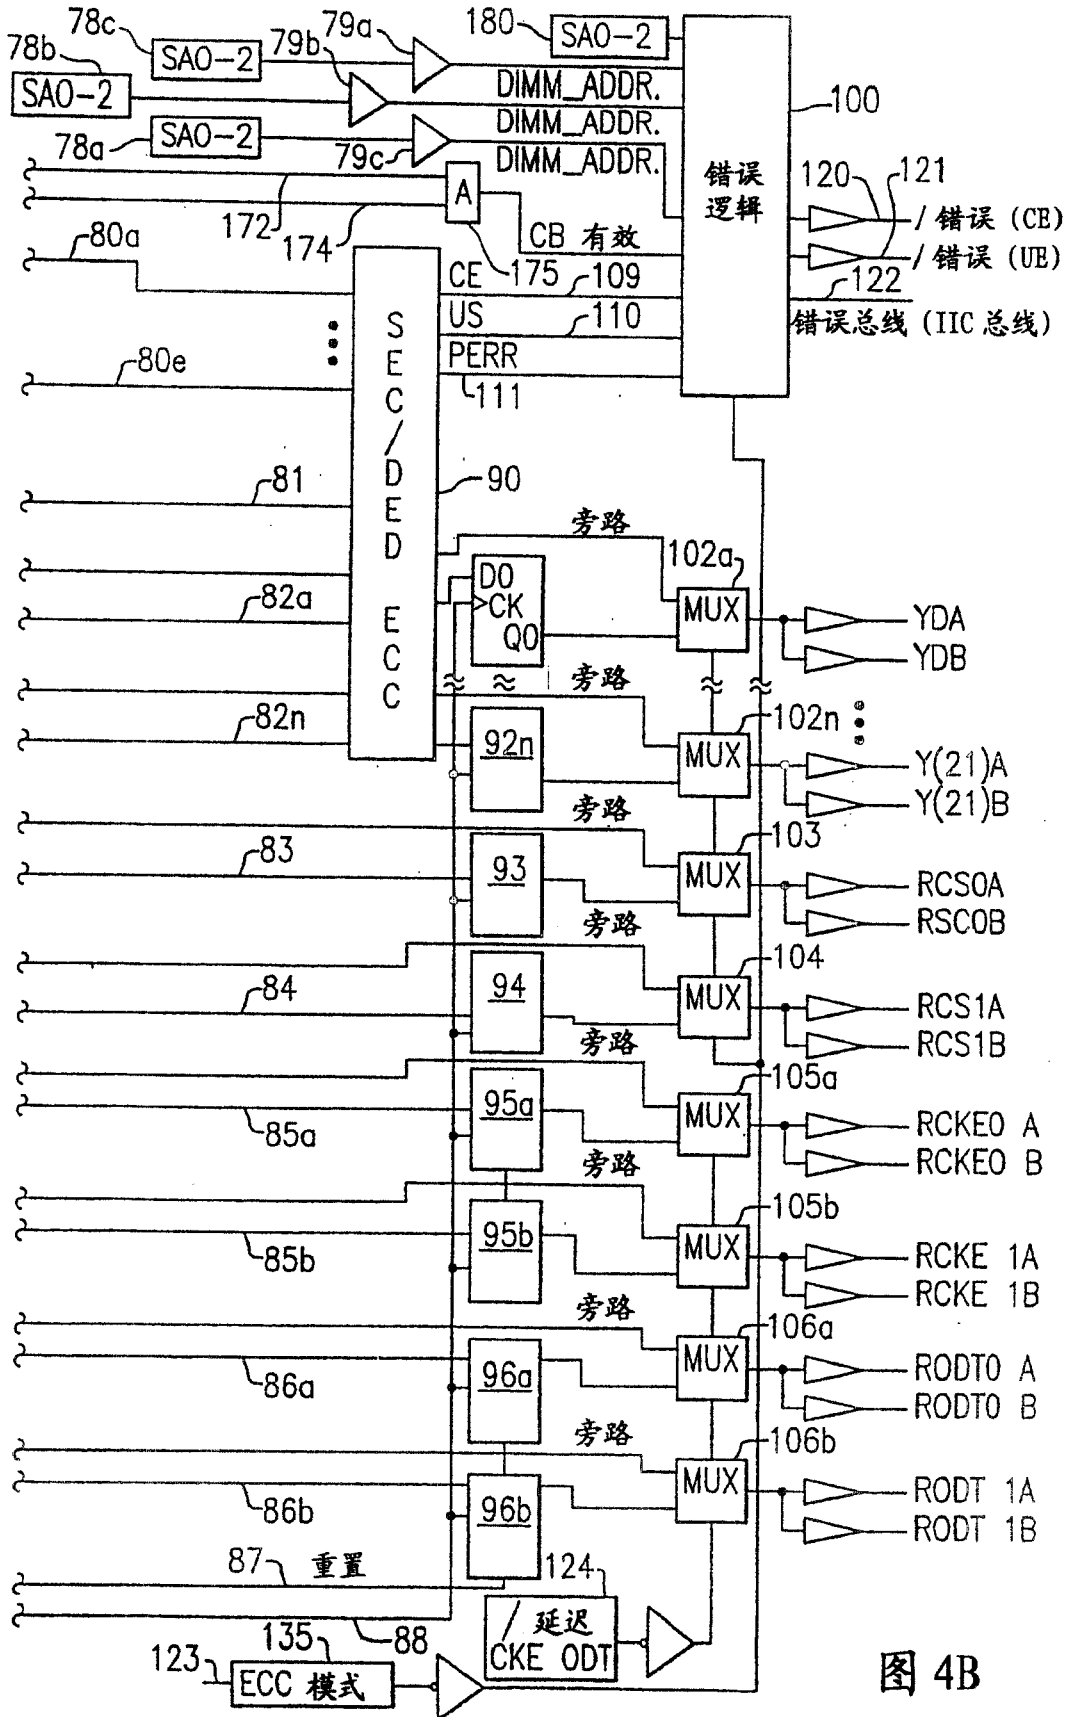 78c
79a
180
SAO-2
78b
79b
SAO-2
SAO-2
DIMM_ADDR.
100
DIMM_ADDR.
78a
SAO-2
79c
DIMM_ADDR.
错误
逻辑
A
120
121
/错误 (CE)
172
174
CB 有效
/错误 (UE)
80a
175
CE
109
122
US
110
错误总线 (IIC 总线)
PERR
80e
111
SEC/DED ECC
81
90
旁路
102a
DO
CK
QO
MUX
YDA
82a
YDB
旁路
102n
82n
92n
MUX
Y(21)A
Y(21)B
旁路
103
83
93
MUX
RCS0A
RSC0B
旁路
104
84
94
MUX
RCS1A
RCS1B
旁路
105a
85a
95a
MUX
RCKE0 A
RCKE0 B
旁路
105b
85b
95b
MUX
RCKE 1A
RCKE 1B
旁路
106a
86a
96a
MUX
RODT0 A
RODT0 B
旁路
106b
86b
96b
MUX
RODT 1A
RODT 1B
87
重置
124
/延迟
CKE ODT
88
135
123
ECC 模式
图 4B